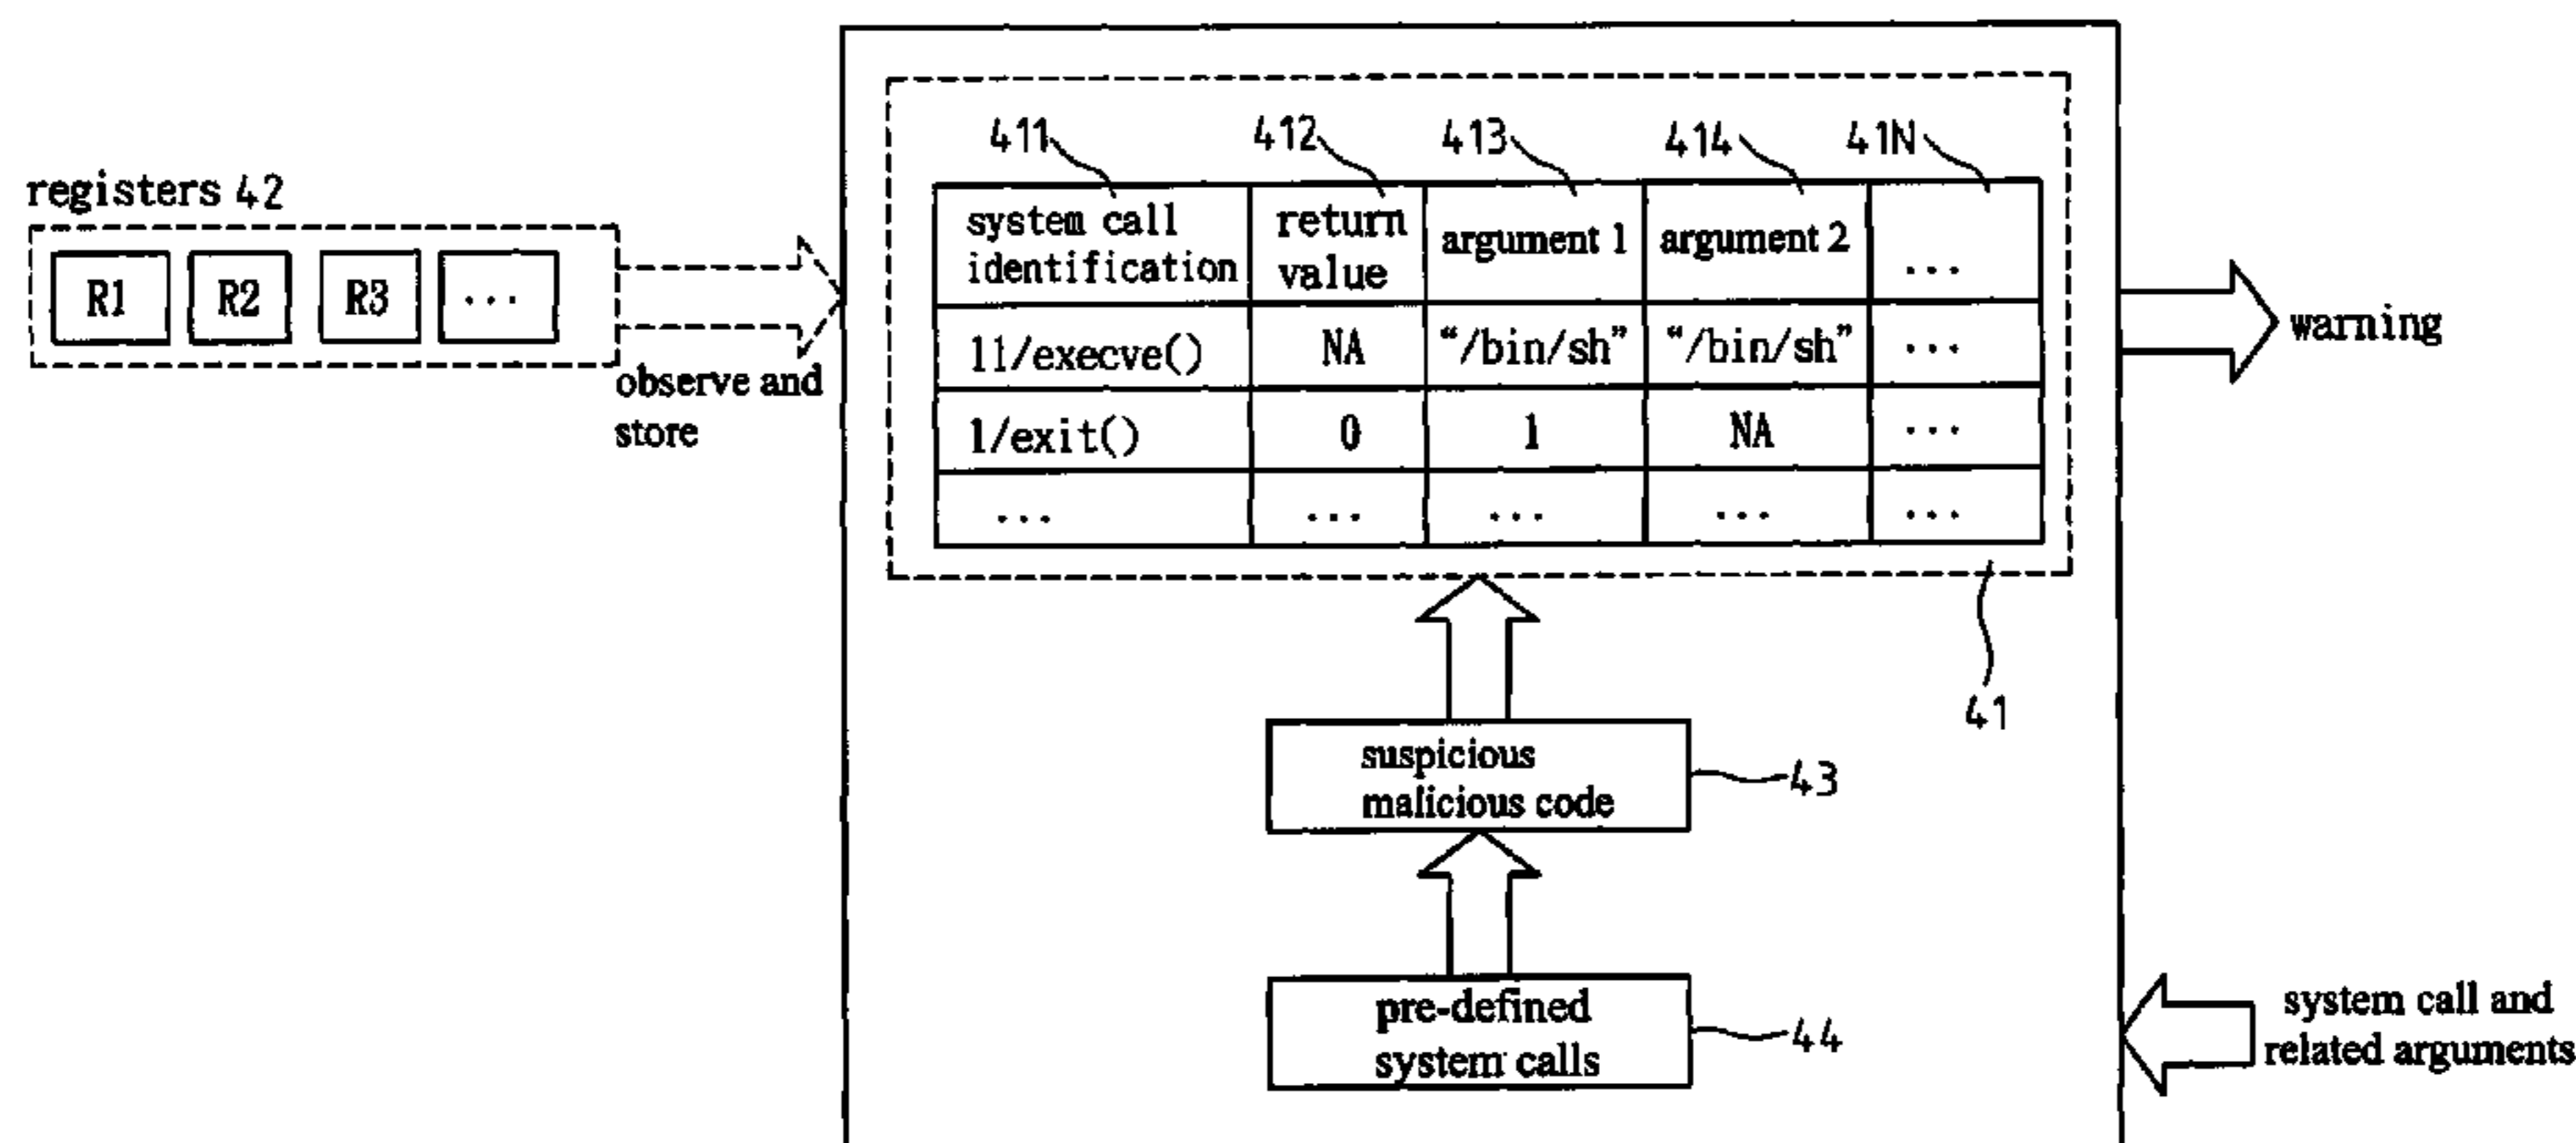 registers 42
R1 R2 R3 ...
observe and
store
411 412 413 414 41N
system call
identification
return
value
argument 1
argument 2
...
11/execve() NA "/bin/sh" "/bin/sh" ...
1/exit() 0 1 NA ...
... ... ... ... ...
warning
41
suspicious
malicious code
43
pre-defined
system calls
44
system call and
related arguments